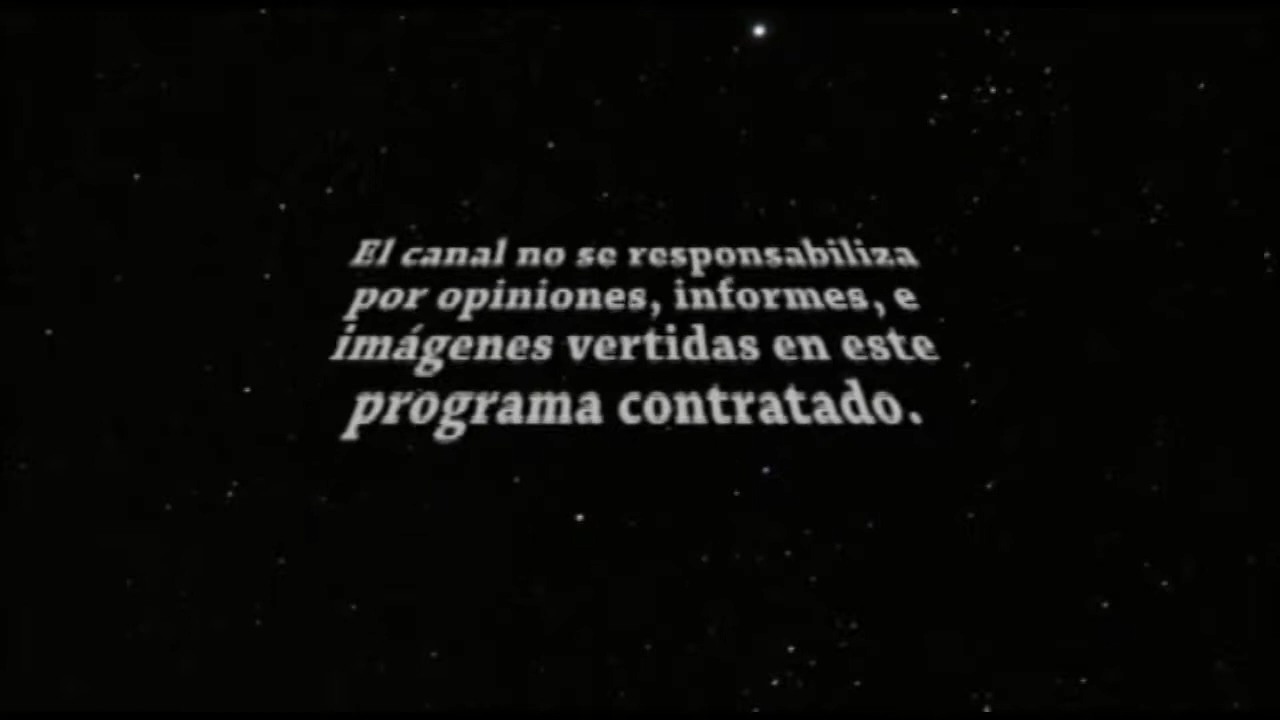 El canal no se responsabiliza
por opiniones, informes, e
imágenes vertidas en este
programa contratado.